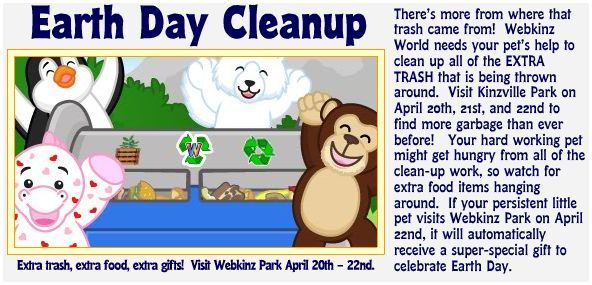 Earth Day Cleanup
W
Extra trash, extra food, extra gifts! Visit Webkinz Park April 20th – 22nd.
There's more from where that
trash came from! Webkinz
World needs your pet's help to
clean up all of the EXTRA
TRASH that is being thrown
around. Visit Kinzville Park on
April 20th, 21st, and 22nd to
find more garbage than ever
before! Your hard working pet
might get hungry from all of the
clean-up work, so watch for
extra food items hanging
around. If your persistent little
pet visits Webkinz Park on April
22nd, it will automatically
receive a super-special gift to
celebrate Earth Day.